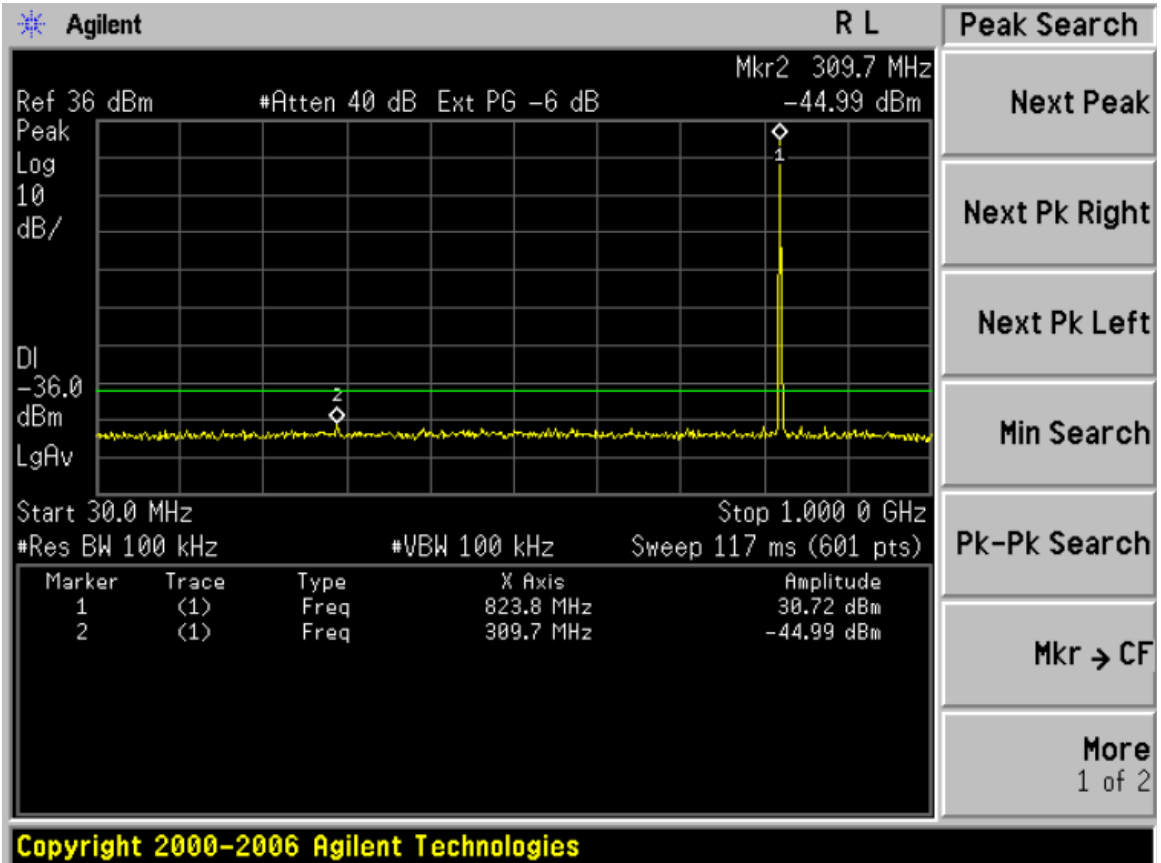 Agilent R L Peak Search
Mkr2 309.7 MHz
Ref 36 dBm #Atten 40 dB Ext PG -6 dB -44.99 dBm
Peak
Log
10
dB/
1
DI
-36.0
dBm
2
LgAv
Start 30.0 MHz Stop 1.000 0 GHz
#Res BW 100 kHz #VBW 100 kHz Sweep 117 ms (601 pts)
Marker Trace Type X Axis Amplitude
1 (1) Freq 823.8 MHz 30.72 dBm
2 (1) Freq 309.7 MHz -44.99 dBm
Next Peak
Next Pk Right
Next Pk Left
Min Search
Pk-Pk Search
Mkr → CF
More
1 of 2
Copyright 2000-2006 Agilent Technologies